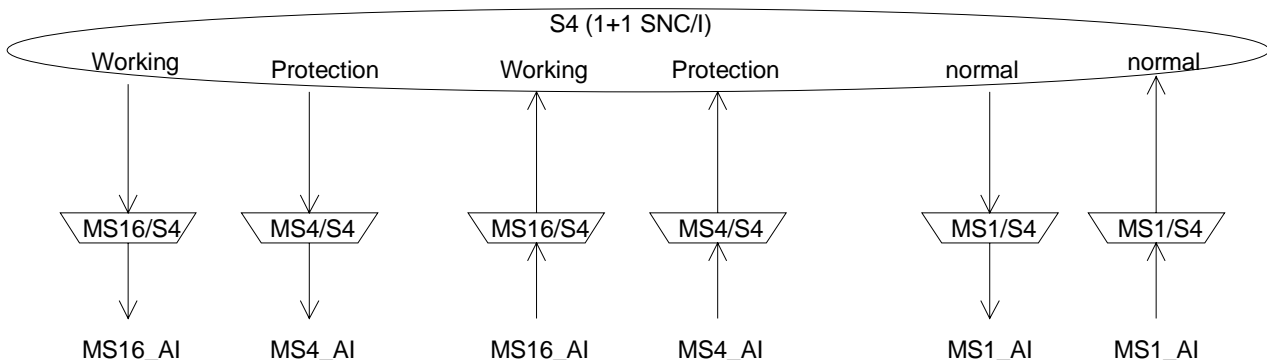 S4 (1+1 SNC/I)
Working Protection Working Protection normal normal
MS16/S4 MS4/S4 MS16/S4 MS4/S4 MS1/S4 MS1/S4
MS16_AI MS4_AI MS16_AI MS4_AI MS1_AI MS1_AI